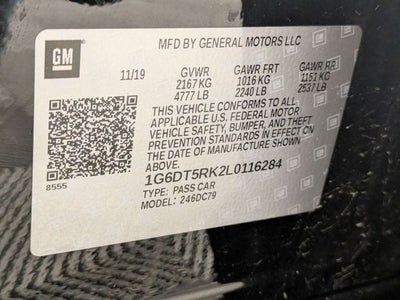 GM
MFD BY GENERAL MOTORS LLC
11/19 GVWR GAWR FRT GAWR RR
2167 KG 1016 KG 1151 KG
4777 LB 2240 LB 2537 LB
THIS VEHICLE CONFORMS TO ALL
APPLICABLE U.S. FEDERAL MOTOR
VEHICLE SAFETY, BUMPER, AND THEFT
PREVENTION STANDARDS IN EFFECT ON
THE DATE OF MANUFACTURE SHOWN
ABOVE.
8555
1G6DT5RK2L0116284
TYPE: PASS CAR
MODEL: 246DC79